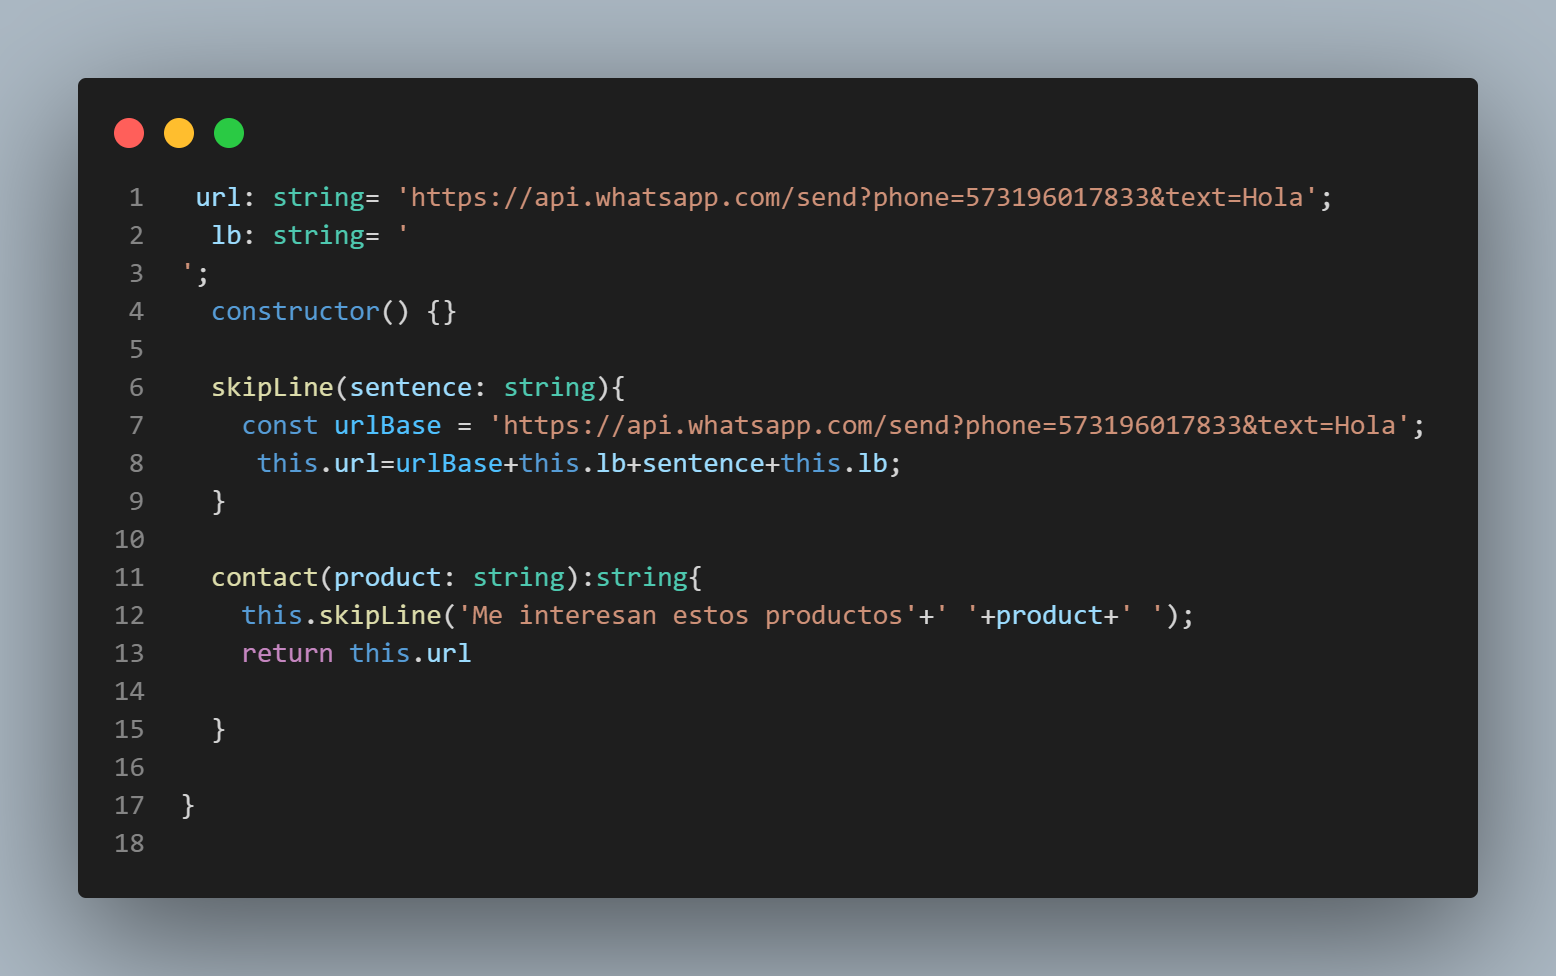 1 url: string= 'https://api.whatsapp.com/send?phone=573196017833&text=Hola';
2 lb: string= '
3 ';
4 constructor() {}
5
6 skipLine(sentence: string){
7 const urlBase = 'https://api.whatsapp.com/send?phone=573196017833&text=Hola';
8 this.url=urlBase+this.lb+sentence+this.lb;
9 }
10
11 contact(product: string):string{
12 this.skipLine('Me interesan estos productos'+' '+product+' ');
13 return this.url
14
15 }
16
17 }
18